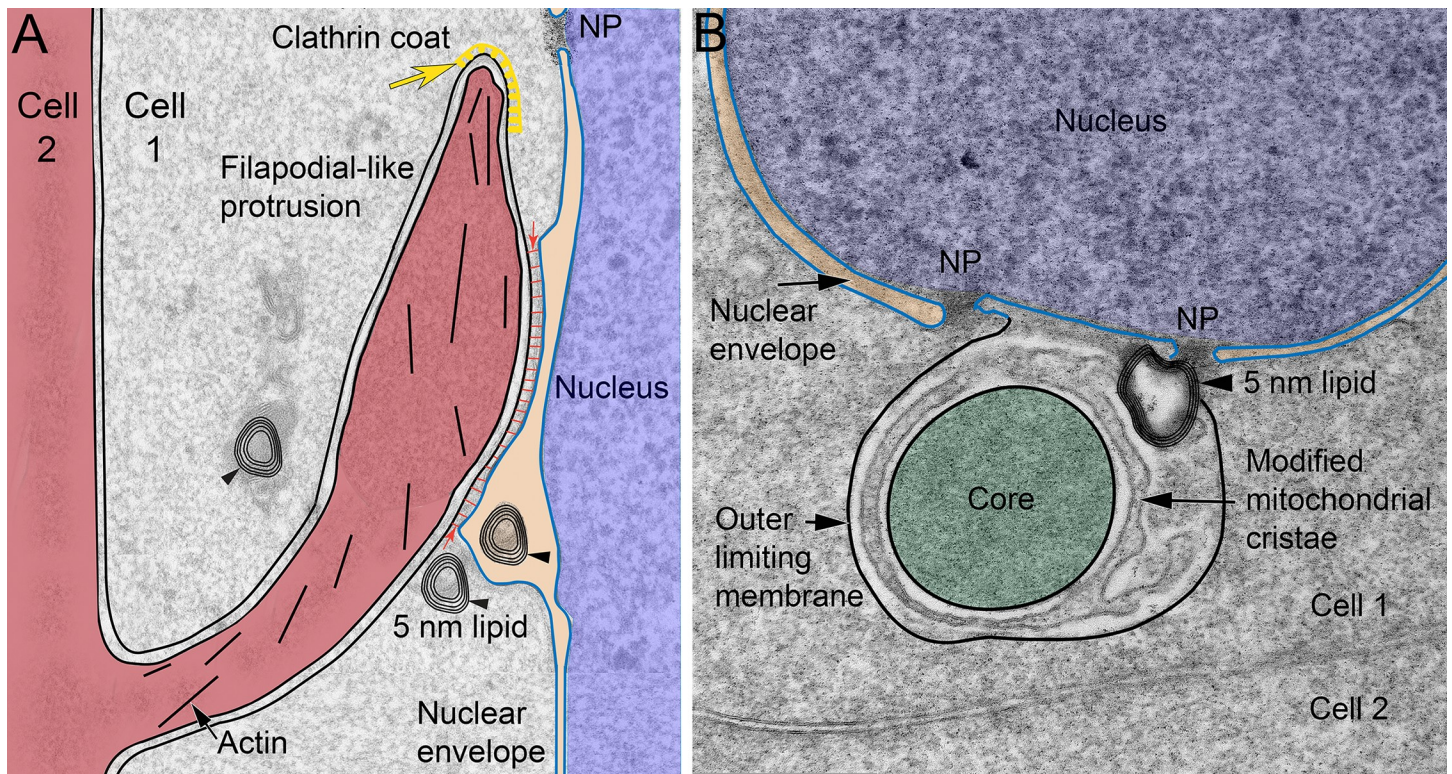 A
Clathrin coat
NP
Cell
2
Cell
1
Filapodial-like
protrusion
Nucleus
5 nm lipid
Nuclear
envelope
Actin
B
Nucleus
NP
NP
Nuclear
envelope
5 nm lipid
Modified
mitochondrial
cristae
Core
Outer
limiting
membrane
Cell 1
Cell 2